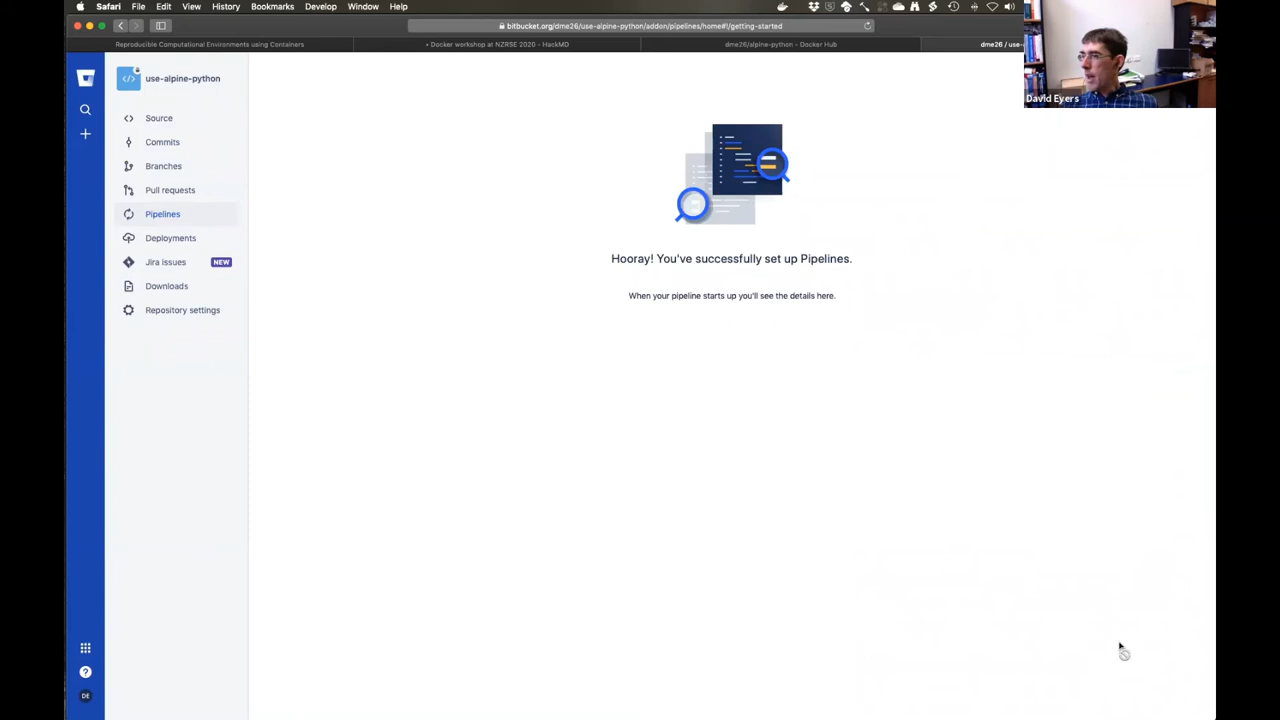 Safari File Edit View History Bookmarks Develop Window Help
bitbucket.org/dme26/use-alpine-python/addon/pipelines/home#!/getting-started
Reproducible Computational Environments using Containers
• Docker workshop at NZRSE 2020 - HackMD
dme26/alpine-python - Docker Hub
dme26 / use-
David Eyers
use-alpine-python
Source
Commits
Branches
Pull requests
Pipelines
Deployments
Jira issues NEW
Downloads
Repository settings
Hooray! You've successfully set up Pipelines.
When your pipeline starts up you'll see the details here.
DE